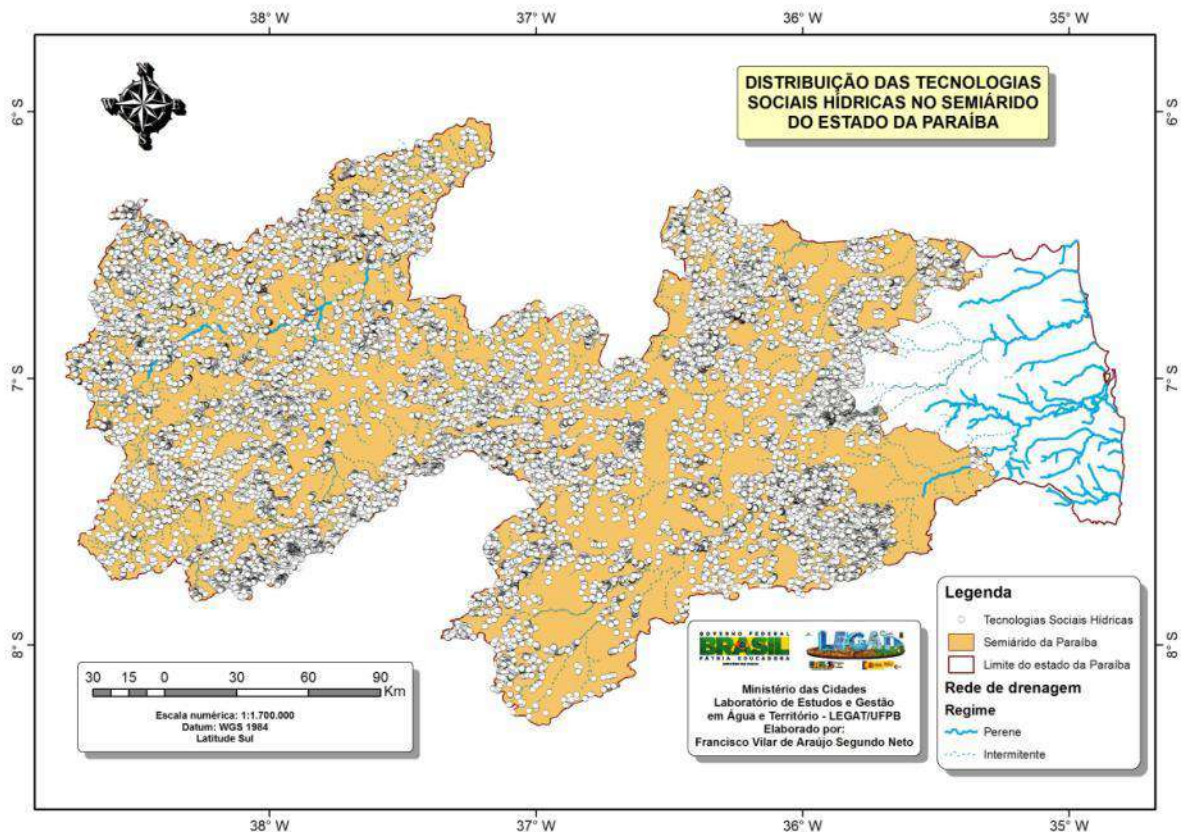 38° W 37° W 36° W 35° W
6° S 6° S
7° S 7° S
8° S 8° S
DISTRIBUIÇÃO DAS TECNOLOGIAS
SOCIAIS HÍDRICAS NO SEMIÁRIDO
DO ESTADO DA PARAÍBA
30 15 0 30 60 90
Km
Escala numérica: 1:1.700.000
Datum: WGS 1984
Latitude Sul
GOVERNO FEDERAL
BRASIL
PÁTRIA EDUCADORA
LEGAT
Ministério das Cidades
Laboratório de Estudos e Gestão
em Água e Território - LEGAT/UFPB
Elaborado por:
Francisco Vilar de Araújo Segundo Neto
Legenda
Tecnologias Sociais Hídricas
Semiárido da Paraíba
Limite do estado da Paraíba
Rede de drenagem
Regime
Perene
Intermitente
38° W 37° W 36° W 35° W